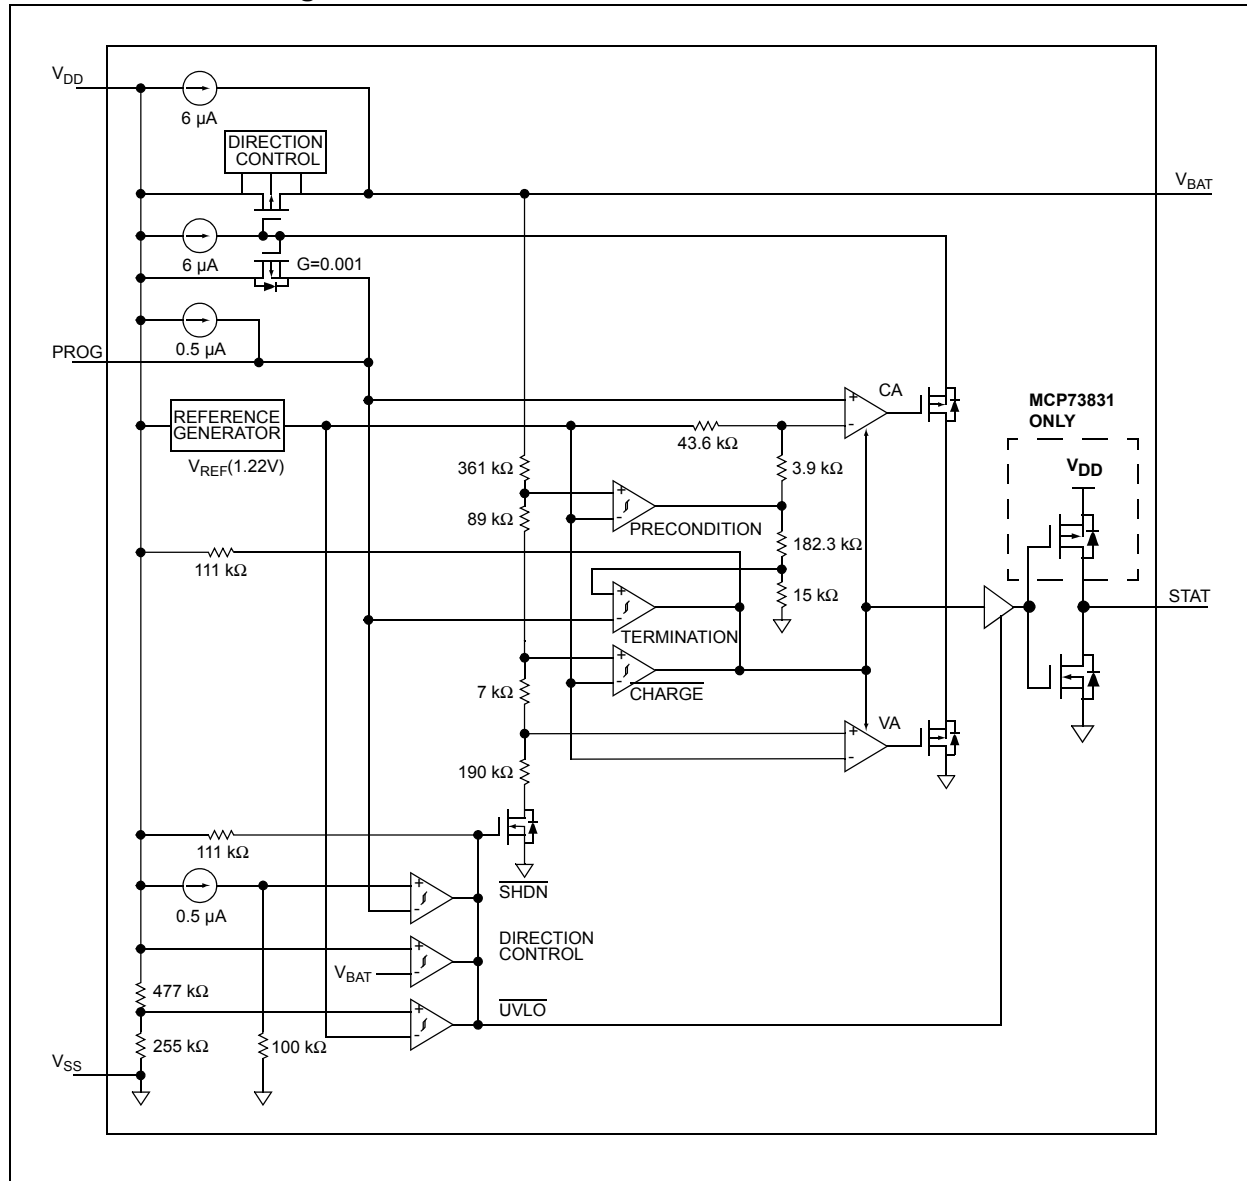 V_DD
6 µA
DIRECTION
CONTROL
V_BAT
6 µA
G=0.001
0.5 µA
PROG
REFERENCE
GENERATOR
V_REF(1.22V)
CA
+
-
43.6 kΩ
MCP73831
ONLY
V_DD
361 kΩ
3.9 kΩ
+
-
PRECONDITION
89 kΩ
182.3 kΩ
111 kΩ
+
-
15 kΩ
STAT
TERMINATION
+
-
CHARGE
7 kΩ
VA
+
-
190 kΩ
111 kΩ
SHDN
+
-
0.5 µA
DIRECTION
CONTROL
+
-
V_BAT
477 kΩ
UVLO
+
-
255 kΩ
100 kΩ
V_SS